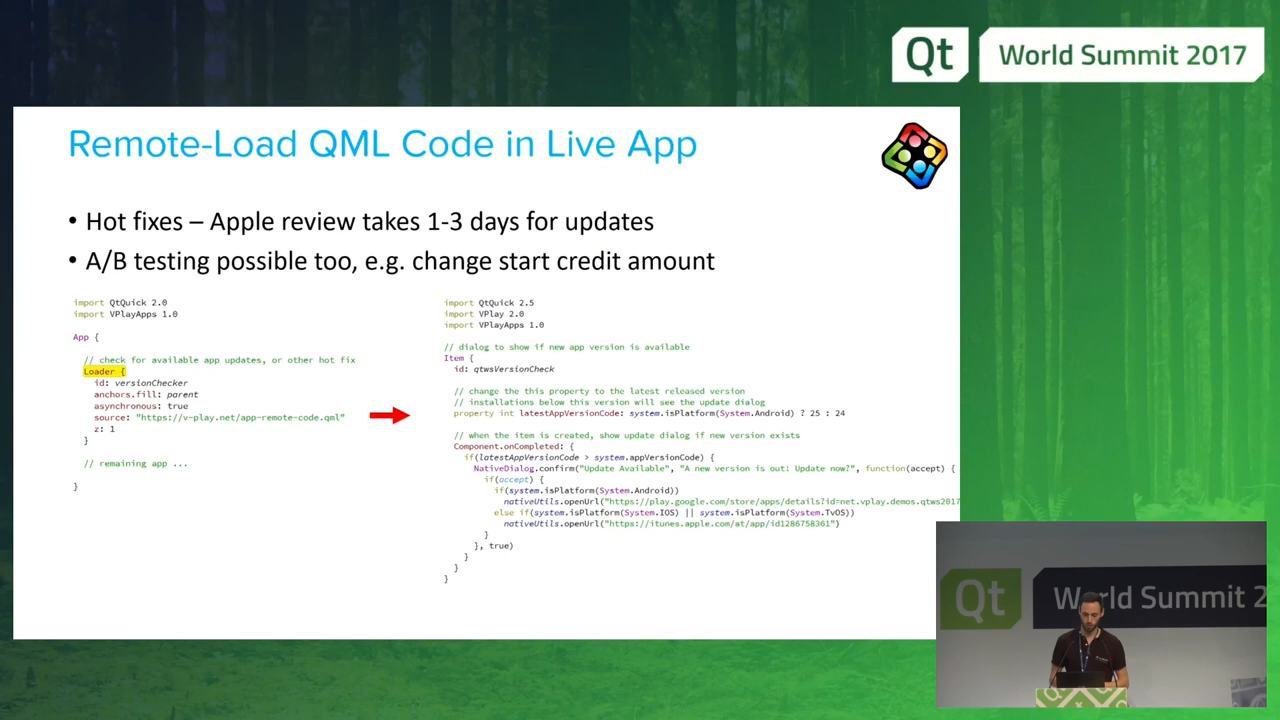 Qt World Summit 2017
Remote-Load QML Code in Live App
• Hot fixes – Apple review takes 1-3 days for updates
• A/B testing possible too, e.g. change start credit amount
import QtQuick 2.0
import VPlayApps 1.0
App {
// check for available app updates, or other hot fix
Loader {
id: versionChecker
anchors.fill: parent
asynchronous: true
source: "https://v-play.net/app-remote-code.qml"
z: 1
}
// remaining app ...
}
import QtQuick 2.5
import VPlay 2.0
import VPlayApps 1.0
// dialog to show if new app version is available
Item {
id: qtwsVersionCheck
// change the this property to the latest released version
// installations below this version will see the update dialog
property int latestAppVersionCode: system.isPlatform(System.Android) ? 25 : 24
// when the item is created, show update dialog if new version exists
Component.onCompleted: {
if(latestAppVersionCode > system.appVersionCode) {
NativeDialog.confirm("Update Available", "A new version is out! Update now?", function(accept) {
if(accept) {
if(system.isPlatform(System.Android))
nativeUtils.openUrl("https://play.google.com/store/apps/details?id=net.vplay.demos.qtws2017
else if(system.isPlatform(System.IOS) || system.isPlatform(System.TvOS))
nativeUtils.openUrl("https://itunes.apple.com/at/app/id1286758361")
}
}, true)
}
}
}
Qt World Summit 2